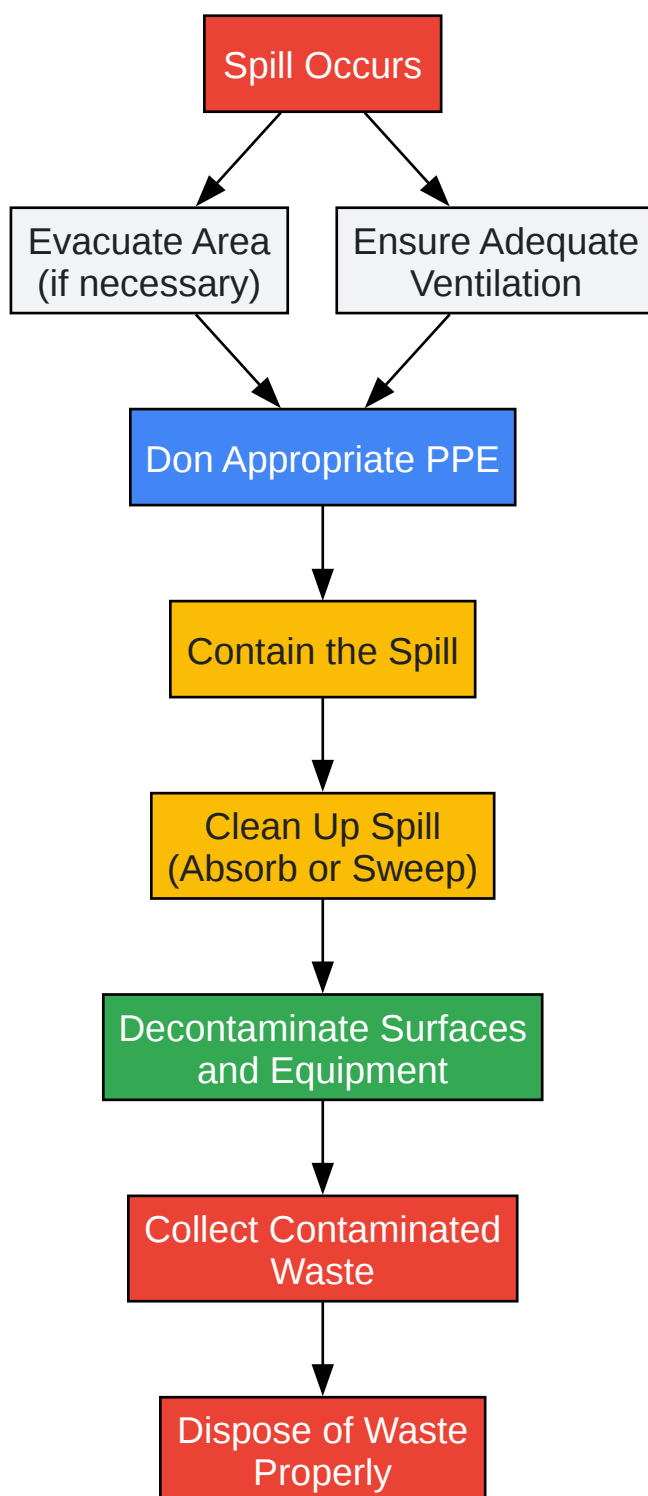 Spill Occurs
Evacuate Area
(if necessary)
Ensure Adequate
Ventilation
Don Appropriate PPE
Contain the Spill
Clean Up Spill
(Absorb or Sweep)
Decontaminate Surfaces
and Equipment
Collect Contaminated
Waste
Dispose of Waste
Properly